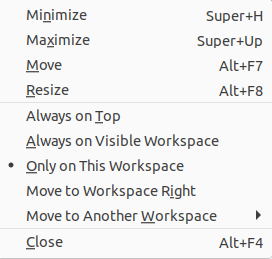 Minimize Super+H
Maximize Super+Up
Move Alt+F7
Resize Alt+F8
Always on Top
Always on Visible Workspace
Only on This Workspace
Move to Workspace Right
Move to Another Workspace
Close Alt+F4